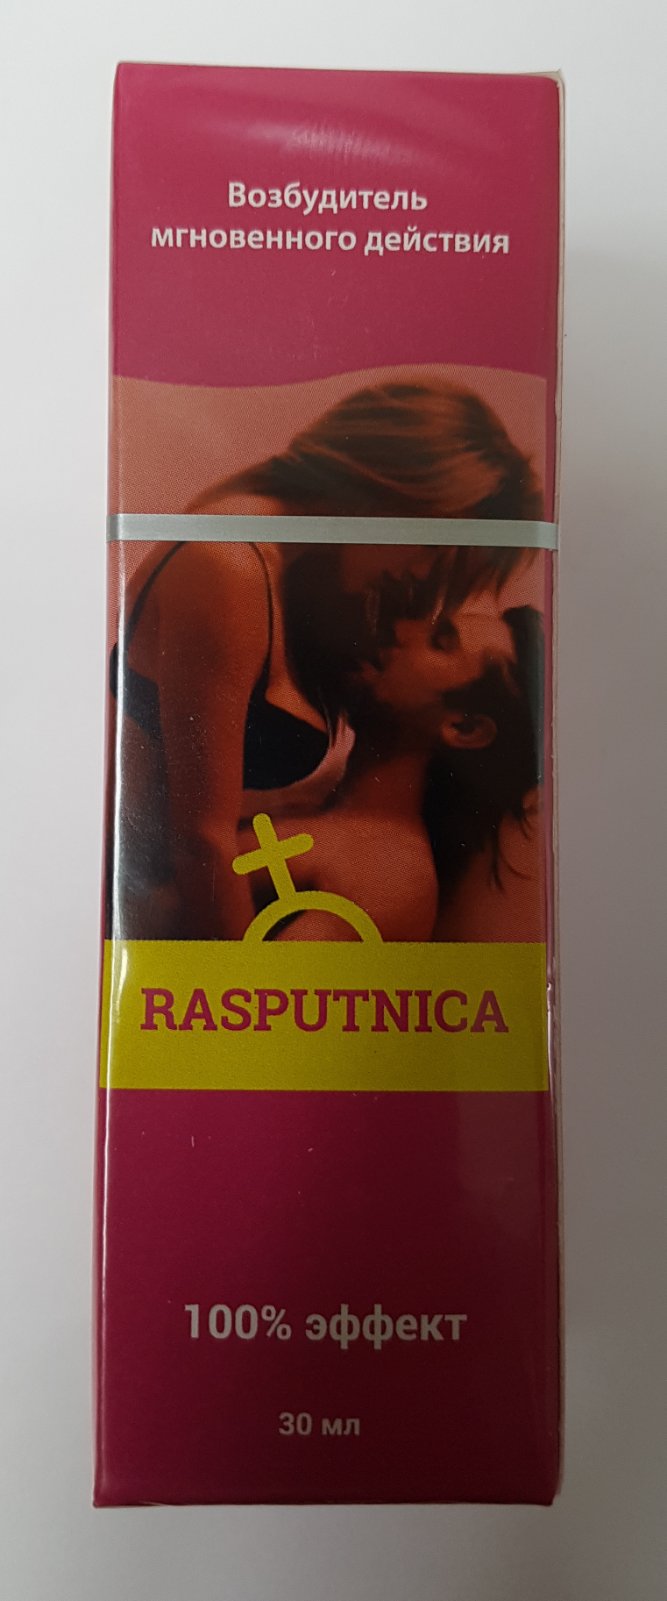 Возбудитель
мгновенного действия
RASPUTNICA
100% эффект
30 мл